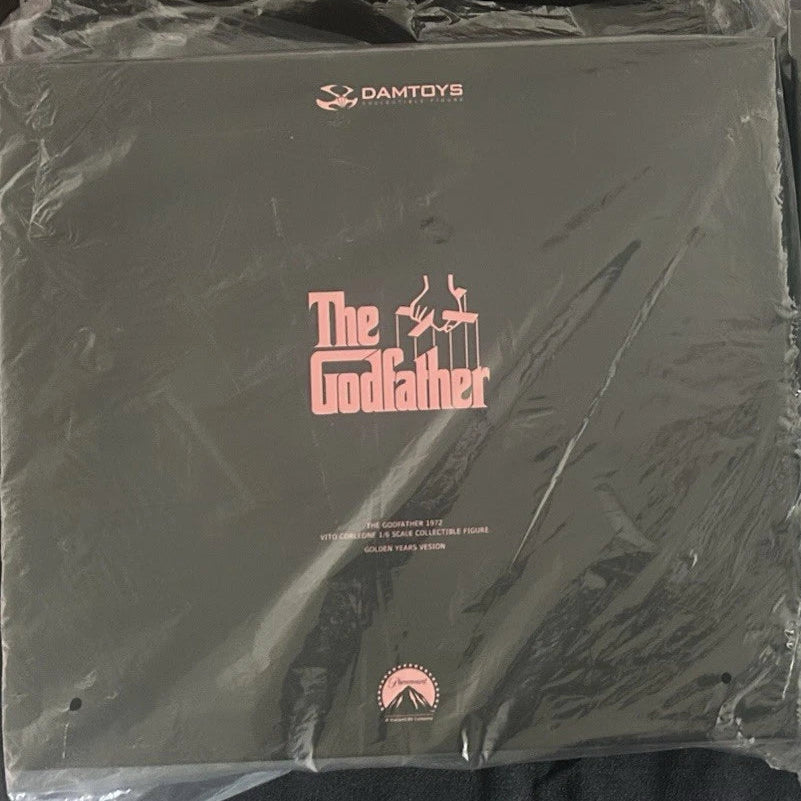 DAMTOYS
COLLECTIBLE FIGURE
The
Godfather
THE GODFATHER 1972
VITO CORLEONE 1/6 SCALE COLLECTIBLE FIGURE
GOLDEN YEARS VESION
Paramount